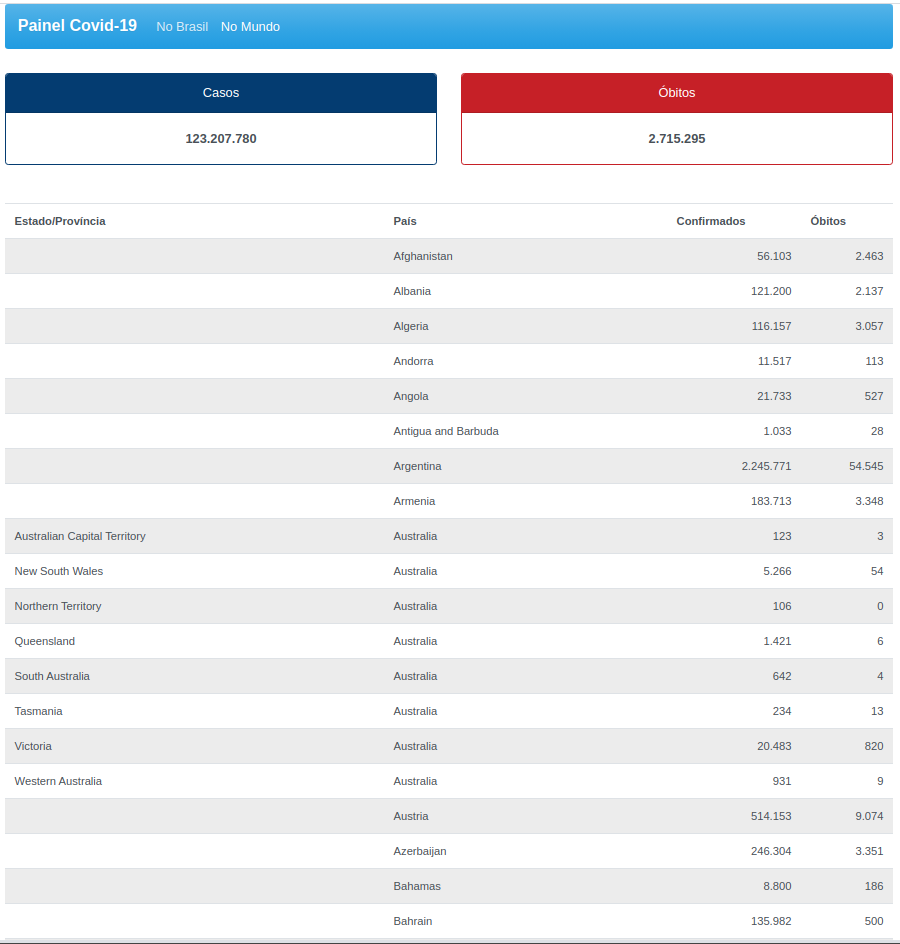 Painel Covid-19 No Brasil No Mundo
Casos Óbitos
123.207.780 2.715.295
Estado/Província País Confirmados Óbitos
Afghanistan 56.103 2.463
Albania 121.200 2.137
Algeria 116.157 3.057
Andorra 11.517 113
Angola 21.733 527
Antigua and Barbuda 1.033 28
Argentina 2.245.771 54.545
Armenia 183.713 3.348
Australian Capital Territory Australia 123 3
New South Wales Australia 5.266 54
Northern Territory Australia 106 0
Queensland Australia 1.421 6
South Australia Australia 642 4
Tasmania Australia 234 13
Victoria Australia 20.483 820
Western Australia Australia 931 9
Austria 514.153 9.074
Azerbaijan 246.304 3.351
Bahamas 8.800 186
Bahrain 135.982 500